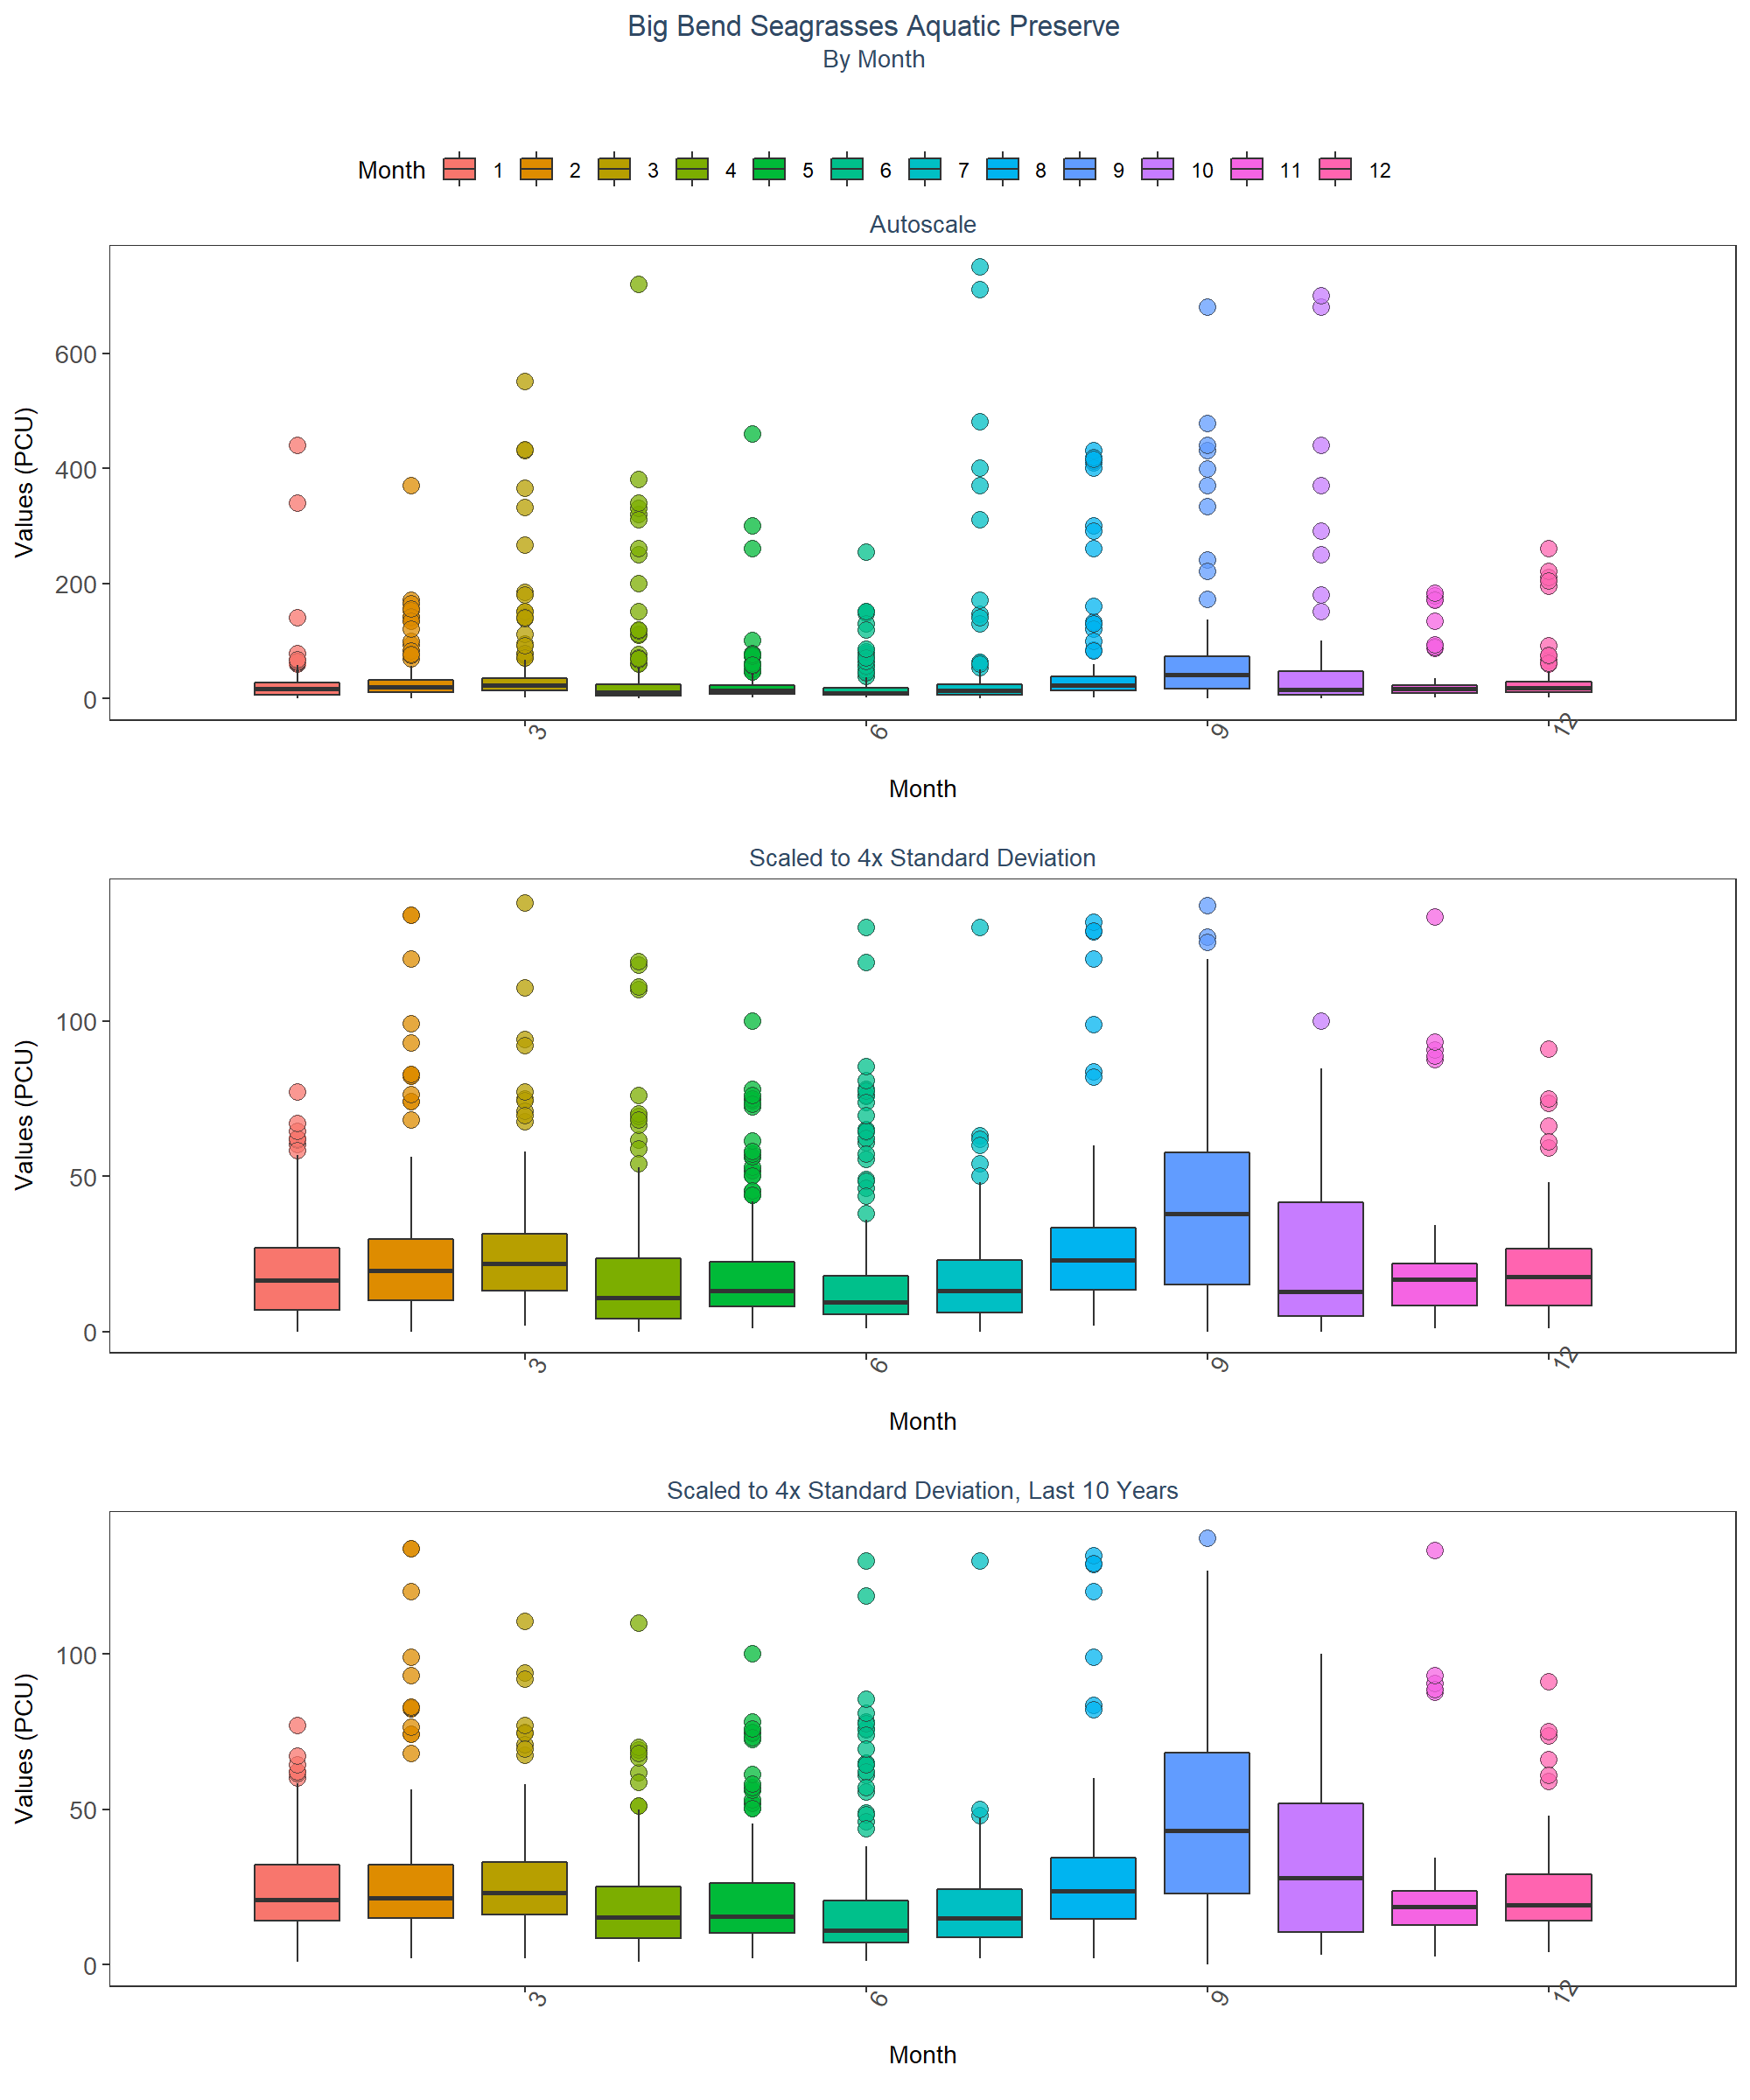 Big Bend Seagrasses Aquatic Preserve
By Month
Month 1 2 3 4 5 6 7 8 9 10 11 12
Autoscale
Values (PCU)
600
400
200
0
3 6 9 12
Month
Scaled to 4x Standard Deviation
Values (PCU)
100
50
0
3 6 9 12
Month
Scaled to 4x Standard Deviation, Last 10 Years
Values (PCU)
100
50
0
3 6 9 12
Month